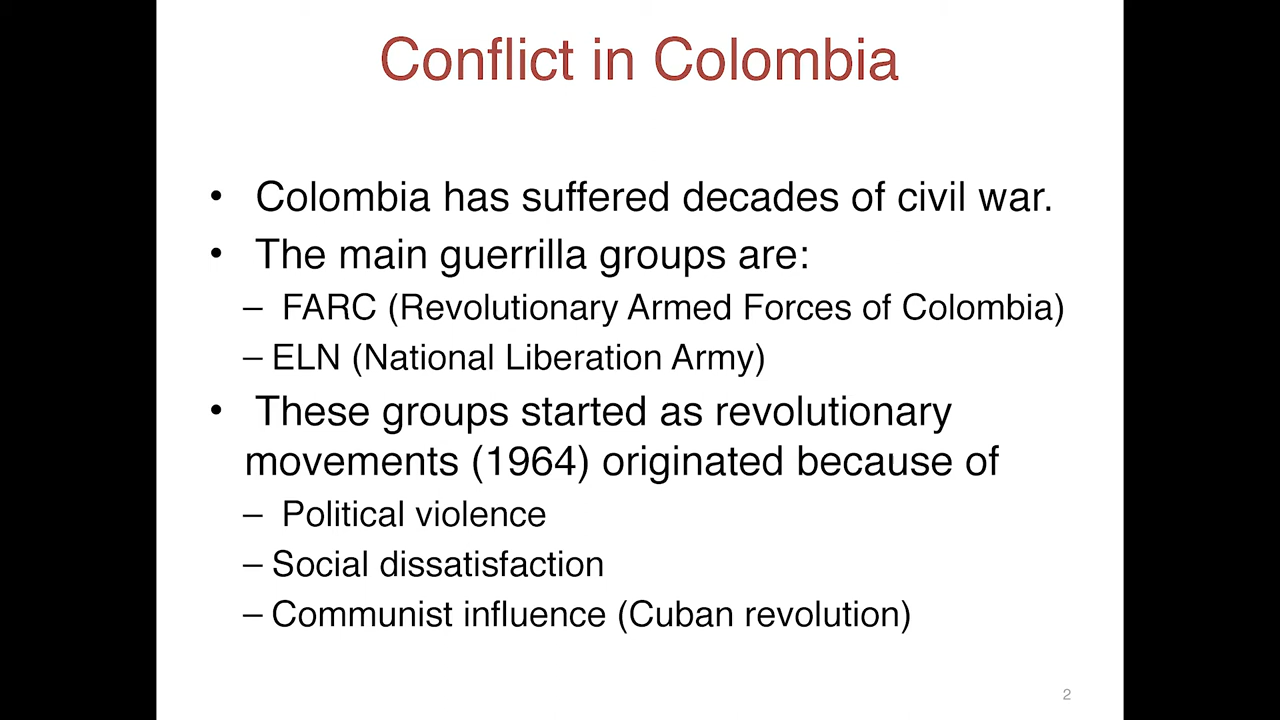 Conflict in Colombia
• Colombia has suffered decades of civil war.
• The main guerrilla groups are:
– FARC (Revolutionary Armed Forces of Colombia)
– ELN (National Liberation Army)
• These groups started as revolutionary
movements (1964) originated because of
– Political violence
– Social dissatisfaction
– Communist influence (Cuban revolution)
2